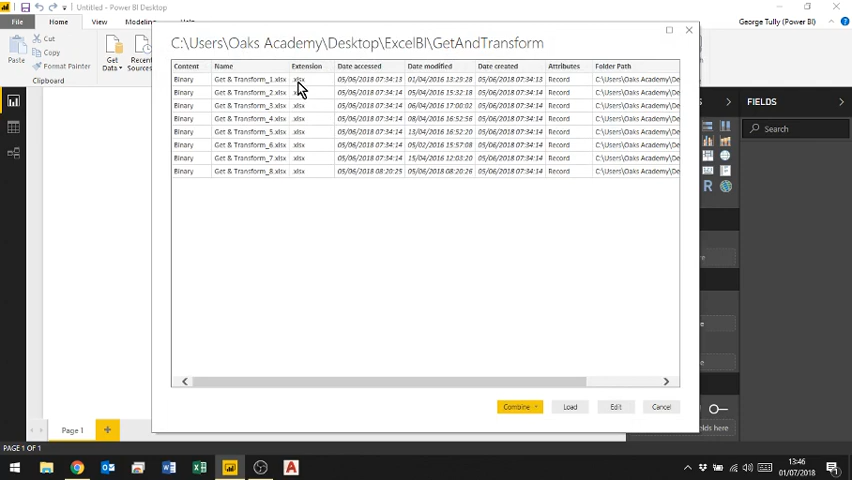 Untitled - Power BI Desktop
George Tully (Power BI)
File Home View Modeling
Paste
Cut
Copy
Format Painter
Clipboard
Get Data
Recent Sources
C:\Users\Oaks Academy\Desktop\ExcelBI\GetAndTransform
Content Name Extension Date accessed Date modified Date created Attributes Folder Path
Binary Get & Transform_1.xlsx .xlsx 05/06/2018 07:34:13 01/04/2016 13:29:28 05/06/2018 07:34:13 Record C:\Users\Oaks Academy\De
Binary Get & Transform_2.xlsx .xlsx 05/06/2018 07:34:14 05/04/2016 15:32:18 05/06/2018 07:34:14 Record C:\Users\Oaks Academy\De
Binary Get & Transform_3.xlsx .xlsx 05/06/2018 07:34:14 06/04/2016 17:00:02 05/06/2018 07:34:14 Record C:\Users\Oaks Academy\De
Binary Get & Transform_4.xlsx .xlsx 05/06/2018 07:34:14 08/04/2016 16:52:56 05/06/2018 07:34:14 Record C:\Users\Oaks Academy\De
Binary Get & Transform_5.xlsx .xlsx 05/06/2018 07:34:14 13/04/2016 16:52:20 05/06/2018 07:34:14 Record C:\Users\Oaks Academy\De
Binary Get & Transform_6.xlsx .xlsx 05/06/2018 07:34:14 05/02/2016 15:57:08 05/06/2018 07:34:14 Record C:\Users\Oaks Academy\De
Binary Get & Transform_7.xlsx .xlsx 05/06/2018 07:34:14 15/04/2016 12:03:20 05/06/2018 07:34:14 Record C:\Users\Oaks Academy\De
Binary Get & Transform_8.xlsx .xlsx 05/06/2018 08:20:25 05/06/2018 08:20:26 05/06/2018 07:34:14 Record C:\Users\Oaks Academy\De
Combine Load Edit Cancel
FIELDS
Search
lds here
Page 1
PAGE 1 OF 1
13:46
01/07/2018